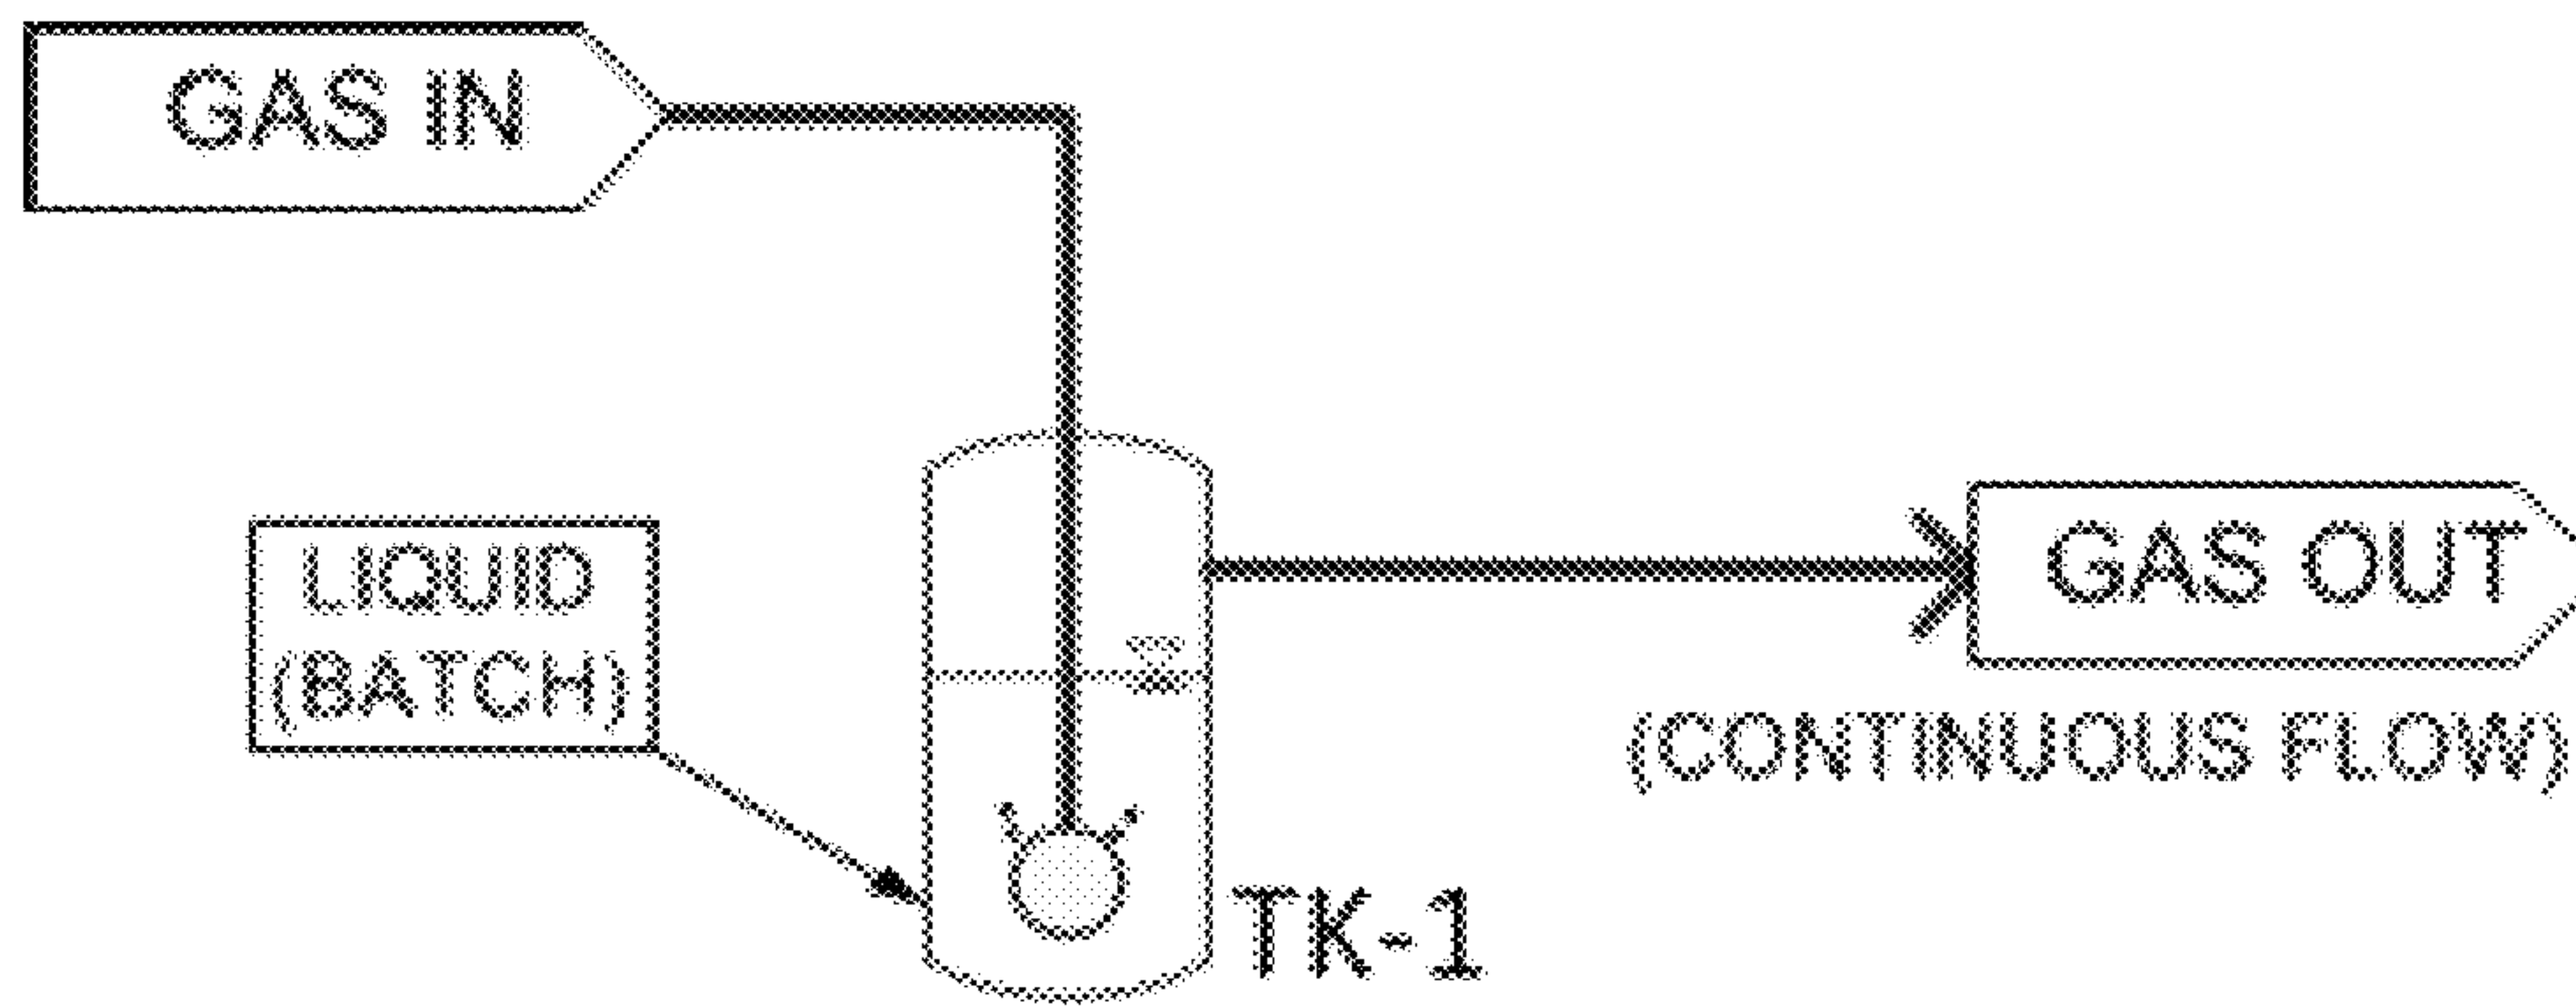 GAS IN
LIQUID
(BATCH)
GAS OUT
(CONTINUOUS FLOW)
TK-1